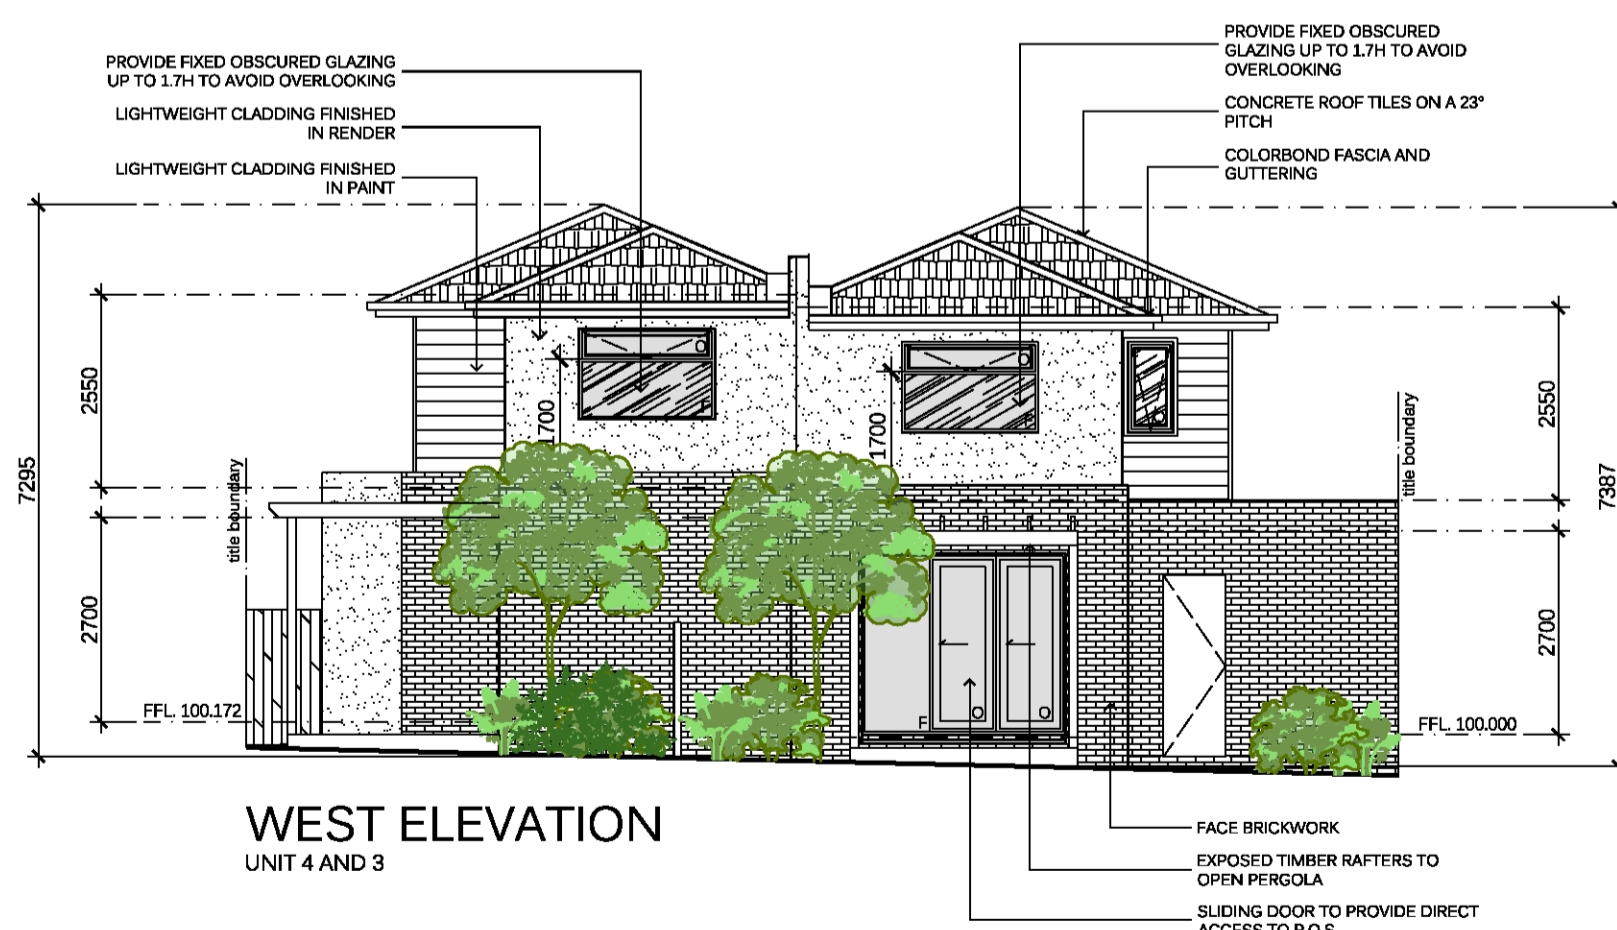 PROVIDE FIXED OBSCURED GLAZING
UP TO 1.7H TO AVOID OVERLOOKING
LIGHTWEIGHT CLADDING FINISHED
IN RENDER
LIGHTWEIGHT CLADDING FINISHED
IN PAINT
PROVIDE FIXED OBSCURED
GLAZING UP TO 1.7H TO AVOID
OVERLOOKING
CONCRETE ROOF TILES ON A 23°
PITCH
COLORBOND FASCIA AND
GUTTERING
7295
2550
2700
title boundary
FFL. 100.172
1700
O
F
1700
O
F
O
F
O
O
title boundary
2550
2700
7387
FFL. 100.000
WEST ELEVATION
UNIT 4 AND 3
FACE BRICKWORK
EXPOSED TIMBER RAFTERS TO
OPEN PERGOLA
SLIDING DOOR TO PROVIDE DIRECT
ACCESS TO P.O.S